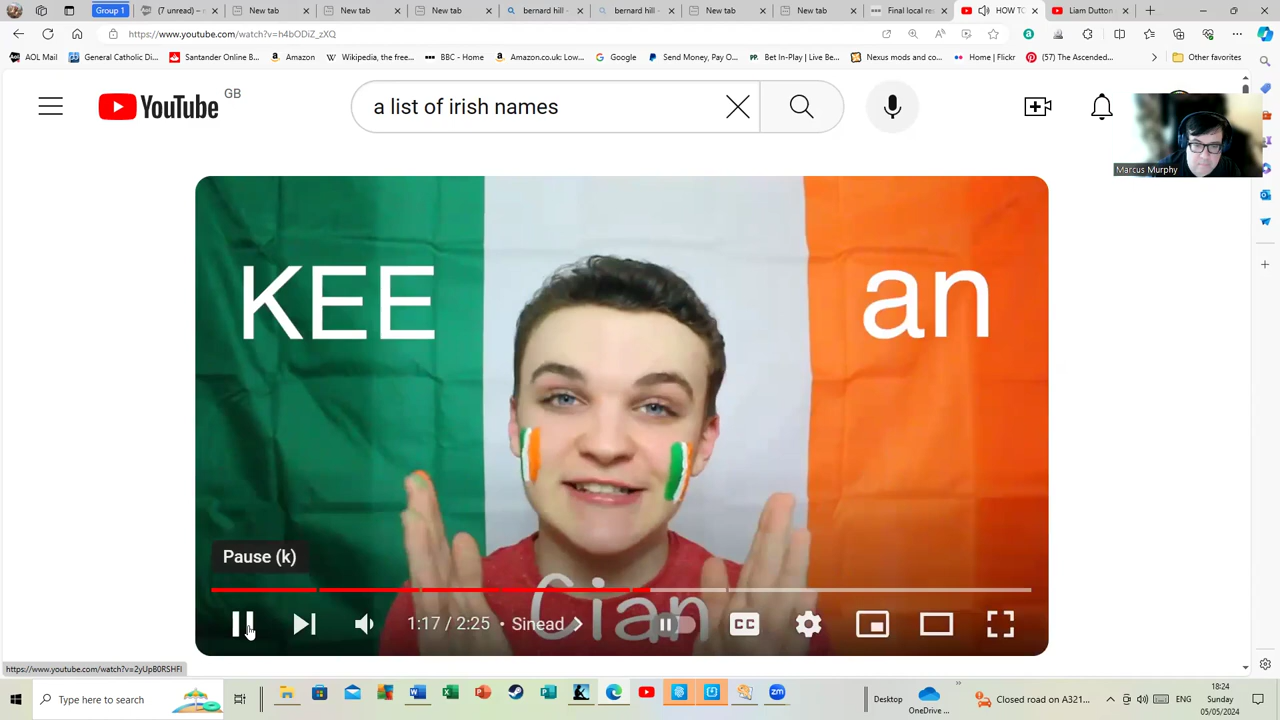 Group 1
(7 unread) -
New tab
New tab
New tab
bernard hill -
bernard hill -
New tab
New tab
Final local re
HOW TO
Liam Dutton
https://www.youtube.com/watch?v=h4bODiZ_zXQ
AOL Mail
General Catholic Di...
Santander Online B...
Amazon
Wikipedia, the free...
BBC - Home
Amazon.co.uk: Low...
Google
Send Money, Pay O...
Bet In-Play | Live Be...
Nexus mods and co...
Home | Flickr
(57) The Ascended...
Other favorites
YouTube
GB
a list of irish names
Marcus Murphy
KEE an
Cian
Pause (k)
1:17 / 2:25 • Sinead
CC
https://www.youtube.com/watch?v=2yUpB0RSHFI
Type here to search
Desktop
OneDrive ...
Closed road on A321...
ENG
18:24
Sunday
05/05/2024